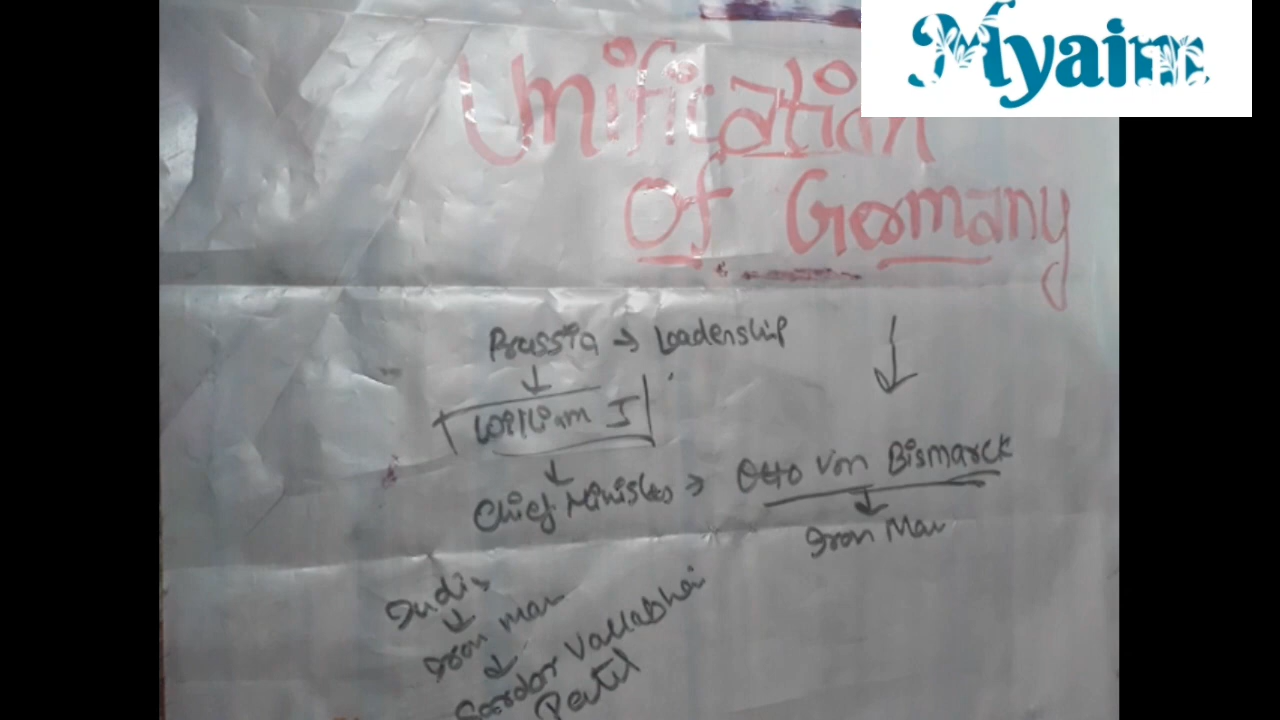 Myaim
Unification
Of Germany
Prussia → Leadership
↓
William I
↓
Chief Minister → Otto Von Bismarck
↓
Iron Man
India
↓
Iron man
↓
Sardar Vallabhai
Patel